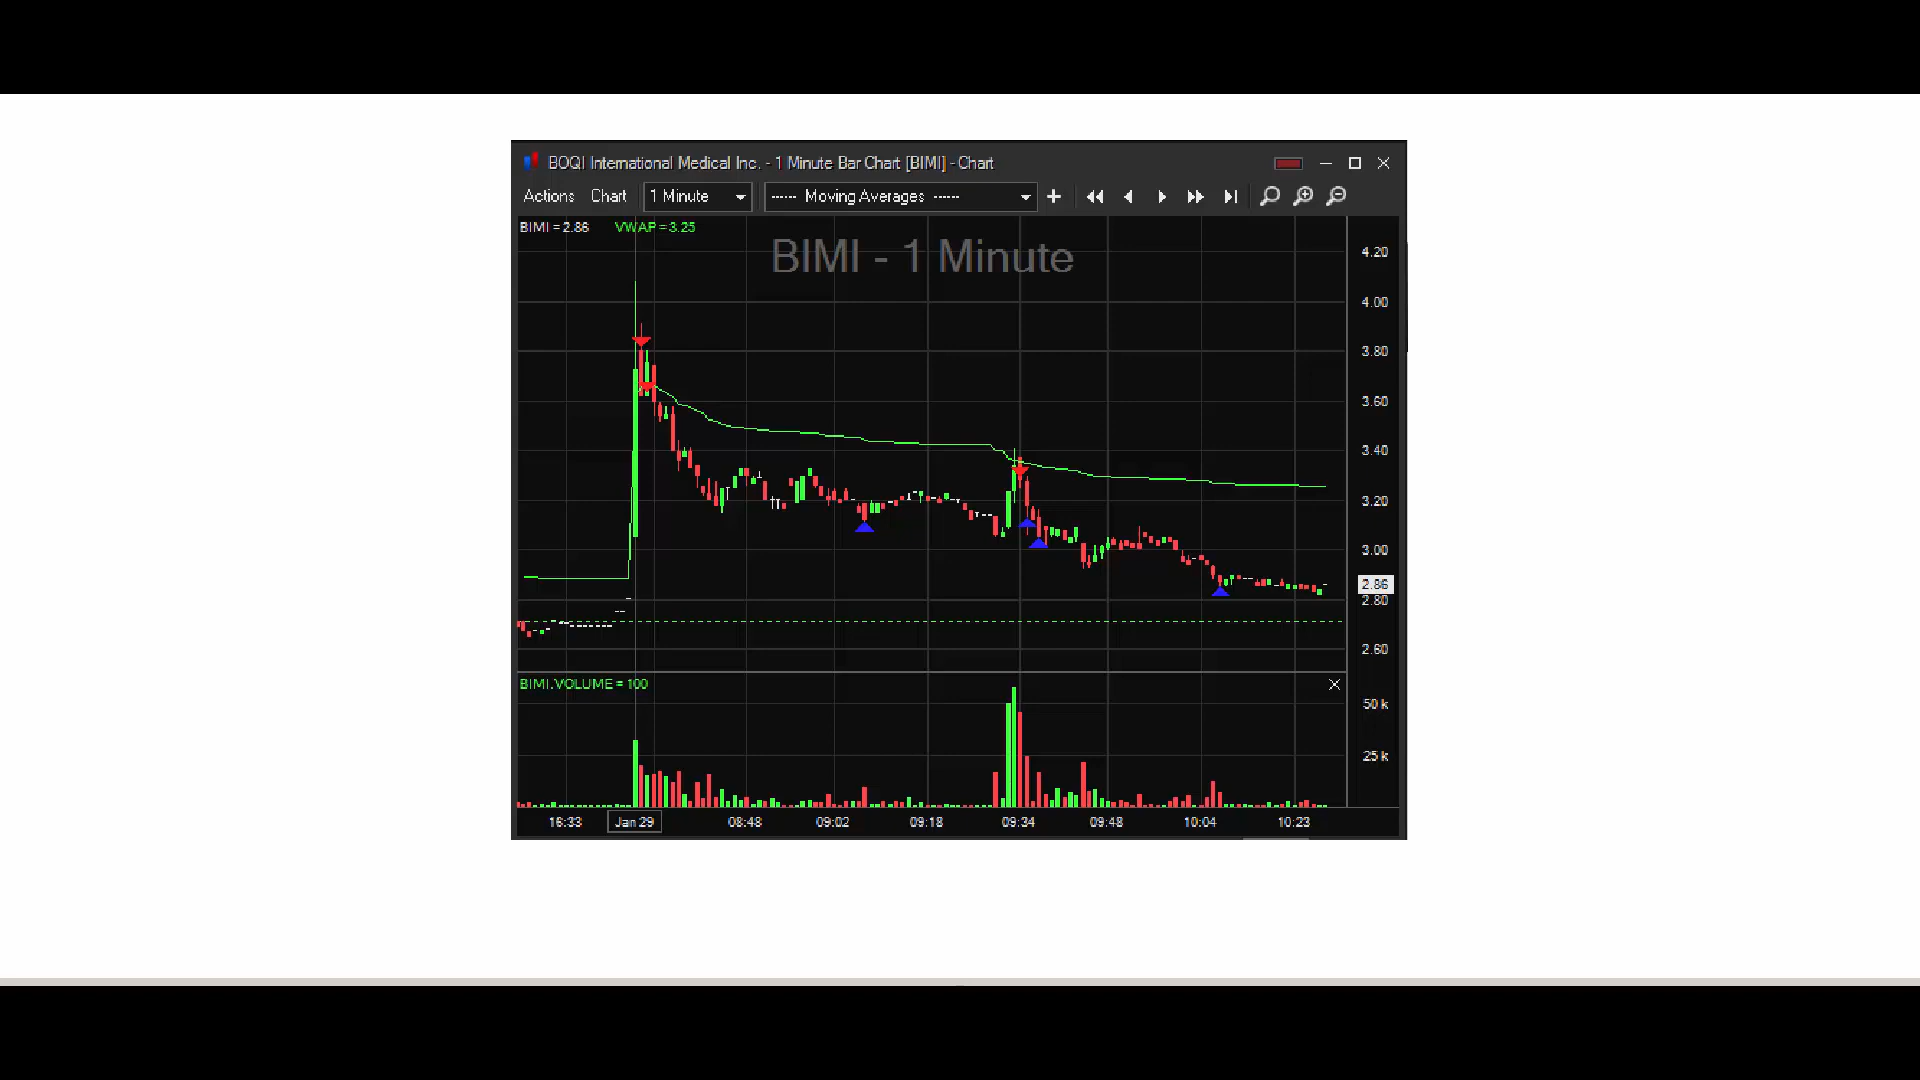 BOQI International Medical Inc. - 1 Minute Bar Chart [BIMI] - Chart
Actions Chart 1 Minute ------ Moving Averages ------
BIMI = 2.86 VWAP = 3.25
BIMI - 1 Minute
4.20
4.00
3.80
3.60
3.40
3.20
3.00
2.86
2.80
2.60
BIMI.VOLUME = 100
50 k
25 k
16:33 Jan 29 08:48 09:02 09:18 09:34 09:48 10:04 10:23